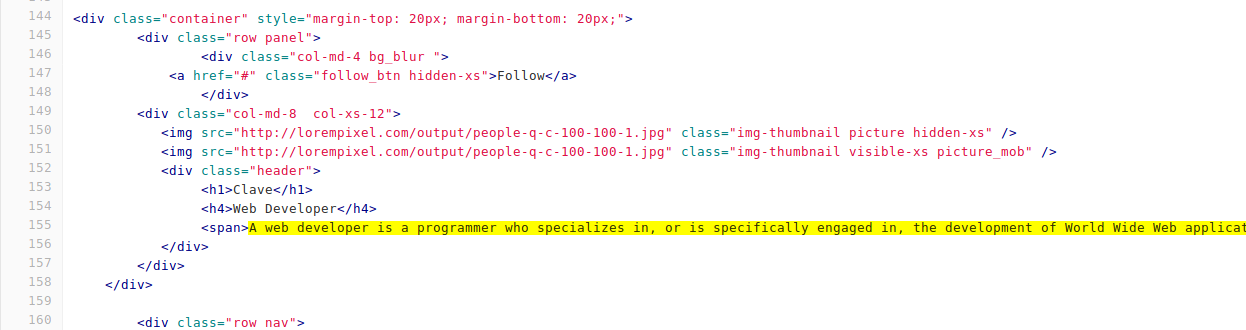 144 <div class="container" style="margin-top: 20px; margin-bottom: 20px;">
145 <div class="row panel">
146 <div class="col-md-4 bg_blur ">
147 <a href="#" class="follow_btn hidden-xs">Follow</a>
148 </div>
149 <div class="col-md-8  col-xs-12">
150 <img src="http://lorempixel.com/output/people-q-c-100-100-1.jpg" class="img-thumbnail picture hidden-xs" />
151 <img src="http://lorempixel.com/output/people-q-c-100-100-1.jpg" class="img-thumbnail visible-xs picture_mob" />
152 <div class="header">
153 <h1>Clave</h1>
154 <h4>Web Developer</h4>
155 <span>A web developer is a programmer who specializes in, or is specifically engaged in, the development of World Wide Web applicat
156 </div>
157 </div>
158 </div>
159
160 <div class="row nav">